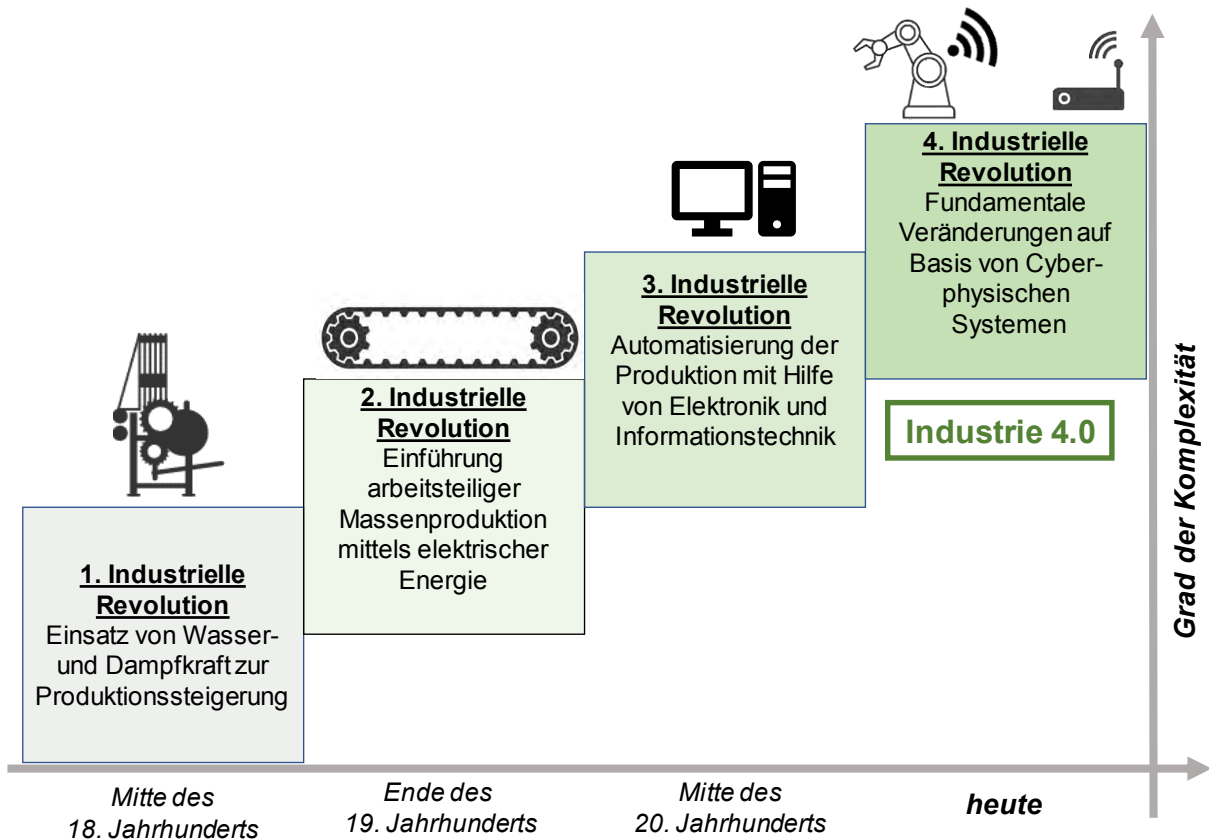 1. Industrielle
Revolution
Einsatz von Wasser-
und Dampfkraft zur
Produktionssteigerung
2. Industrielle
Revolution
Einführung
arbeitsteiliger
Massenproduktion
mittels elektrischer
Energie
3. Industrielle
Revolution
Automatisierung der
Produktion mit Hilfe
von Elektronik und
Informationstechnik
4. Industrielle
Revolution
Fundamentale
Veränderungen auf
Basis von Cyber-
physischen
Systemen
Industrie 4.0
Grad der Komplexität
Mitte des
18. Jahrhunderts
Ende des
19. Jahrhunderts
Mitte des
20. Jahrhunderts
heute